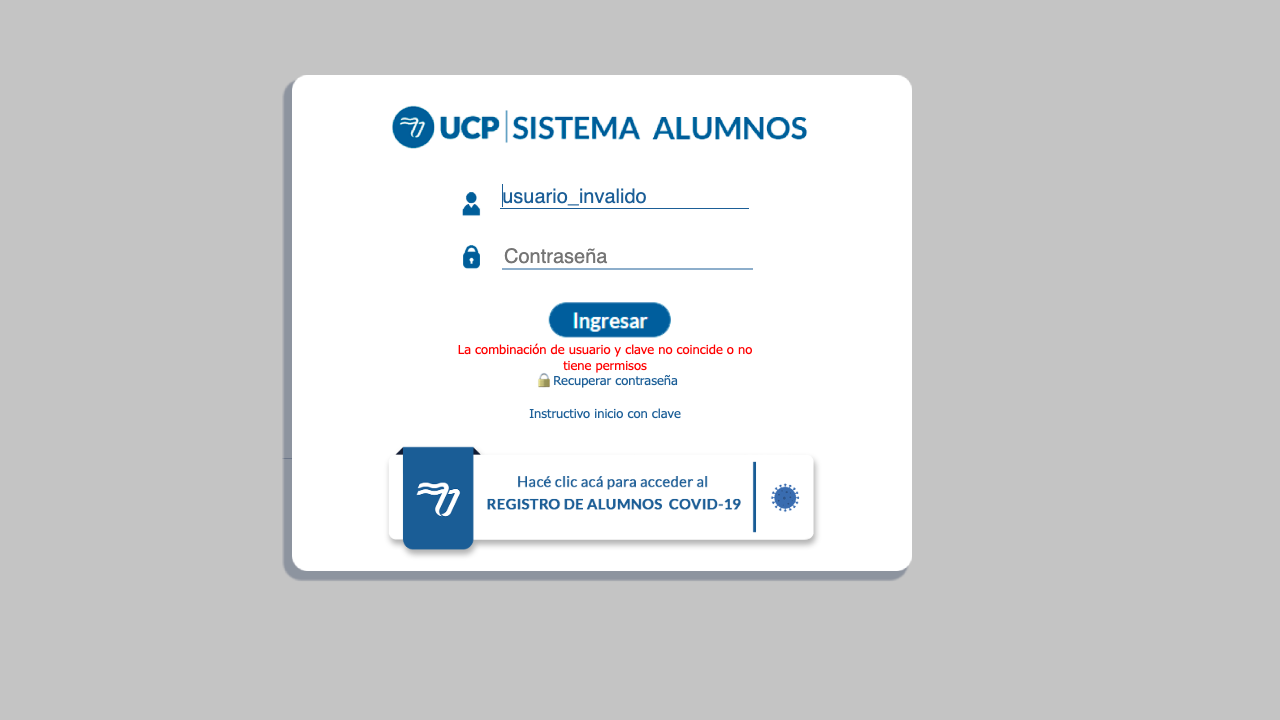 UCP SISTEMA ALUMNOS
usuario_invalido
Contraseña
Ingresar
La combinación de usuario y clave no coincide o no
tiene permisos
Recuperar contraseña
Instructivo inicio con clave
Hacé clic acá para acceder al
REGISTRO DE ALUMNOS COVID-19